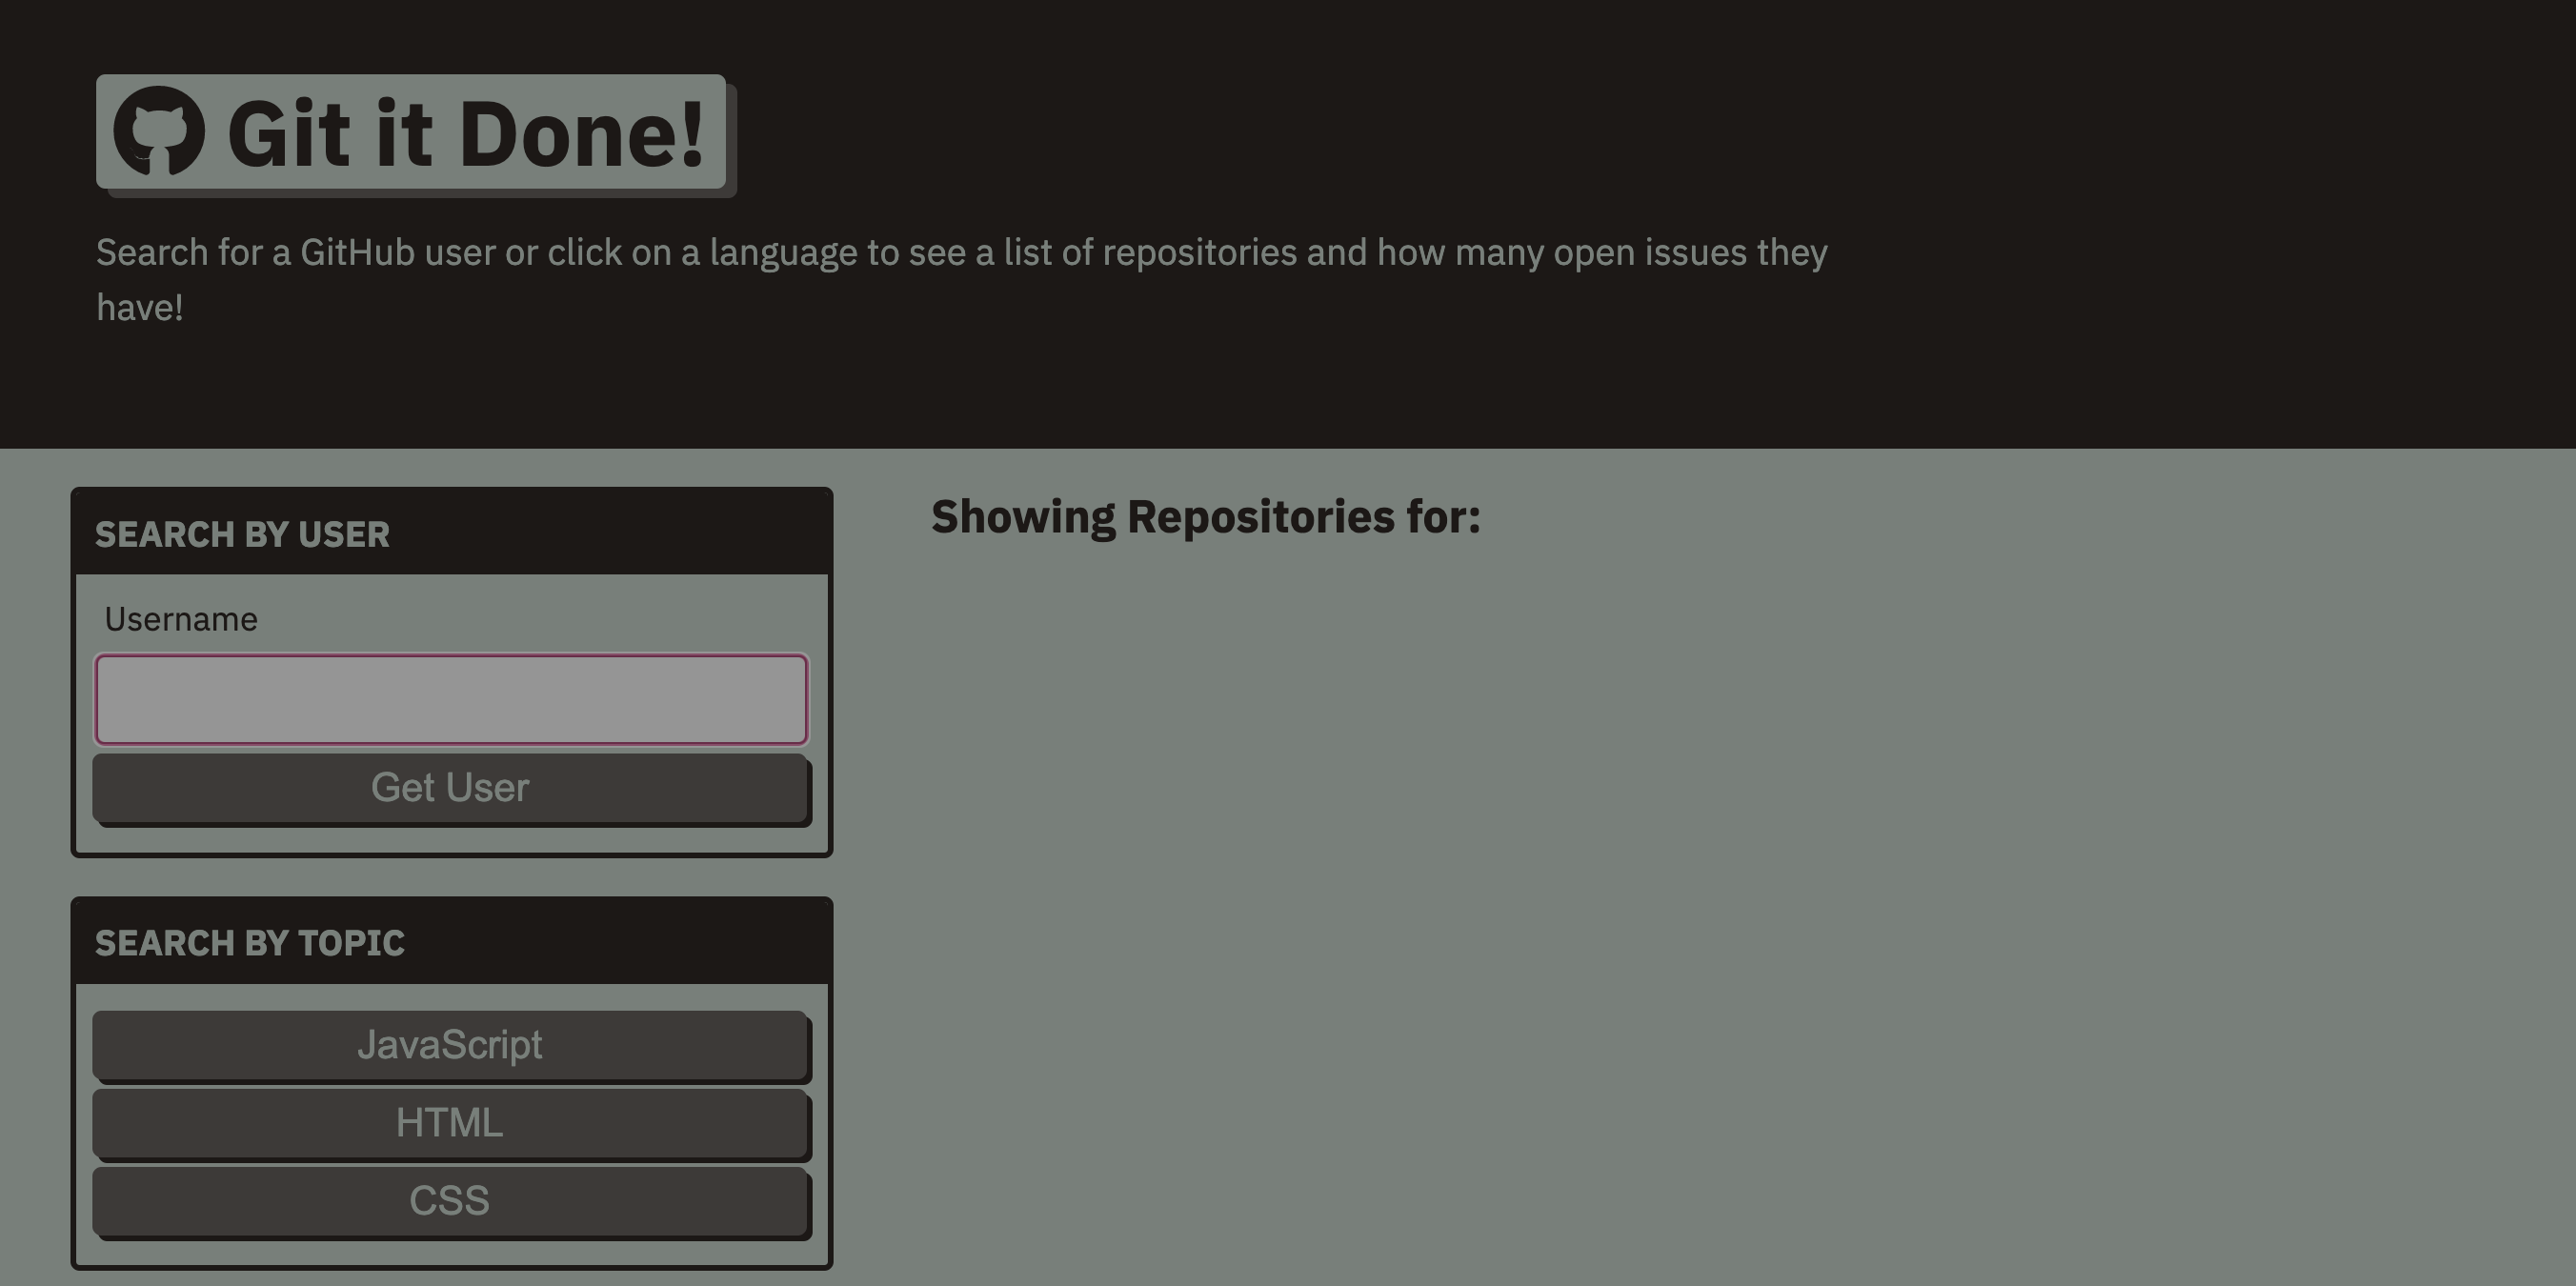 Git it Done!
Search for a GitHub user or click on a language to see a list of repositories and how many open issues they
have!
SEARCH BY USER
Username
Get User
SEARCH BY TOPIC
JavaScript
HTML
CSS
Showing Repositories for: